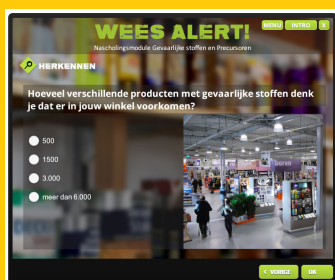 WEES ALERT!
MENU
INTRO
X
Nascholingsmodule Gevaarlijke stoffen en Precursoren
HERKENNEN
Hoeveel verschillende producten met gevaarlijke stoffen denk
je dat er in jouw winkel voorkomen?
500
1500
3.000
meer dan 6.000
< VORIGE
OK